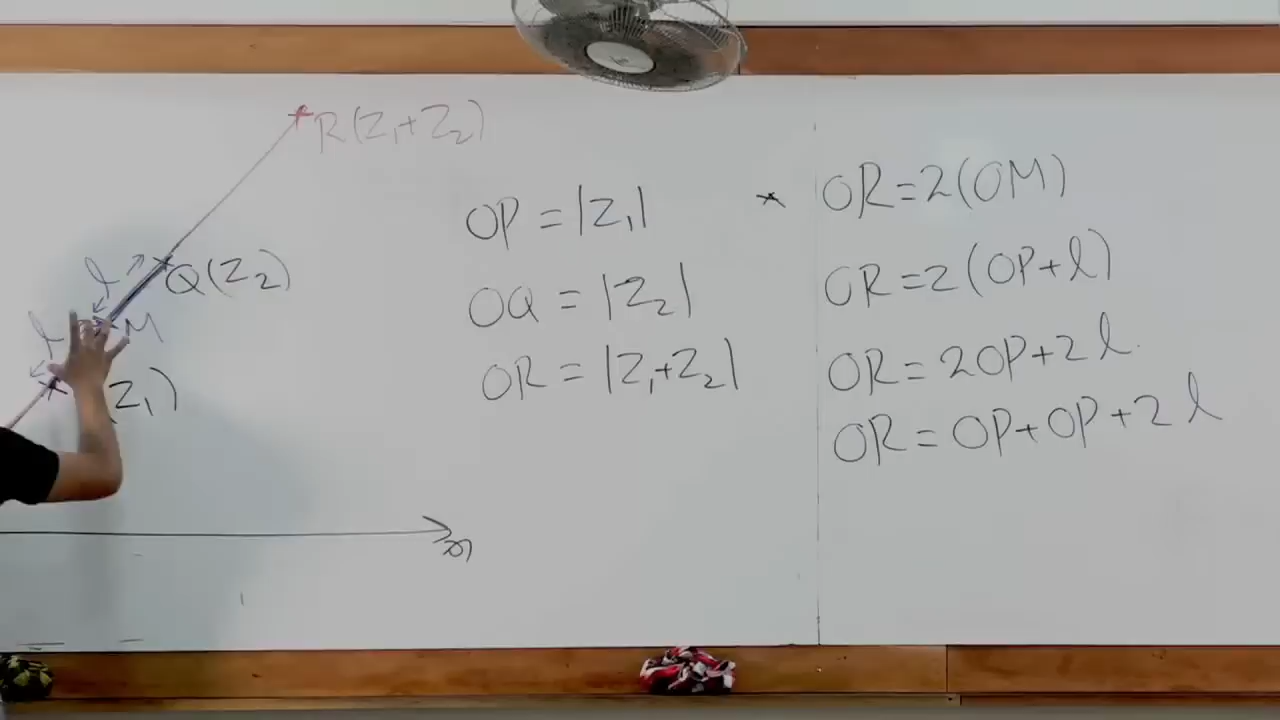 R(Z₁+Z₂)
l
Q(Z₂)
l
M
(Z₁)
x
OP = |Z₁|
OQ = |Z₂|
OR = |Z₁+Z₂|
* OR = 2(OM)
OR = 2(OP+l)
OR = 2OP+2l
OR = OP+OP+2l